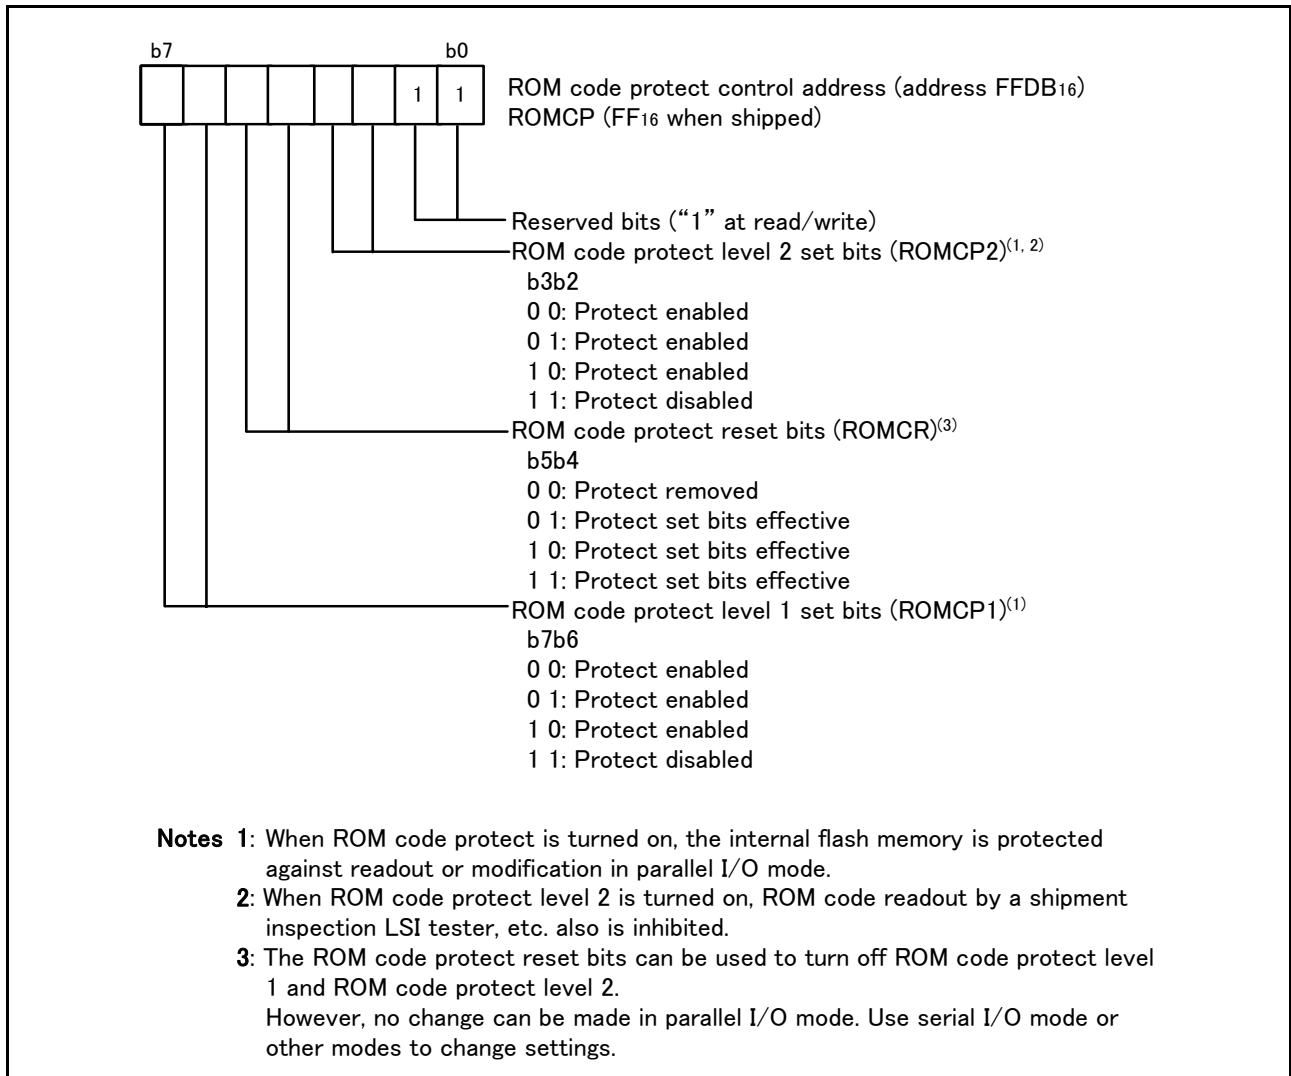 b7 b0
1 1
ROM code protect control address (address FFDB16)
ROMCP (FF16 when shipped)
Reserved bits (“1” at read/write)
ROM code protect level 2 set bits (ROMCP2)(1, 2)
b3b2
0 0: Protect enabled
0 1: Protect enabled
1 0: Protect enabled
1 1: Protect disabled
ROM code protect reset bits (ROMCR)(3)
b5b4
0 0: Protect removed
0 1: Protect set bits effective
1 0: Protect set bits effective
1 1: Protect set bits effective
ROM code protect level 1 set bits (ROMCP1)(1)
b7b6
0 0: Protect enabled
0 1: Protect enabled
1 0: Protect enabled
1 1: Protect disabled
Notes 1: When ROM code protect is turned on, the internal flash memory is protected
against readout or modification in parallel I/O mode.
2: When ROM code protect level 2 is turned on, ROM code readout by a shipment
inspection LSI tester, etc. also is inhibited.
3: The ROM code protect reset bits can be used to turn off ROM code protect level
1 and ROM code protect level 2.
However, no change can be made in parallel I/O mode. Use serial I/O mode or
other modes to change settings.